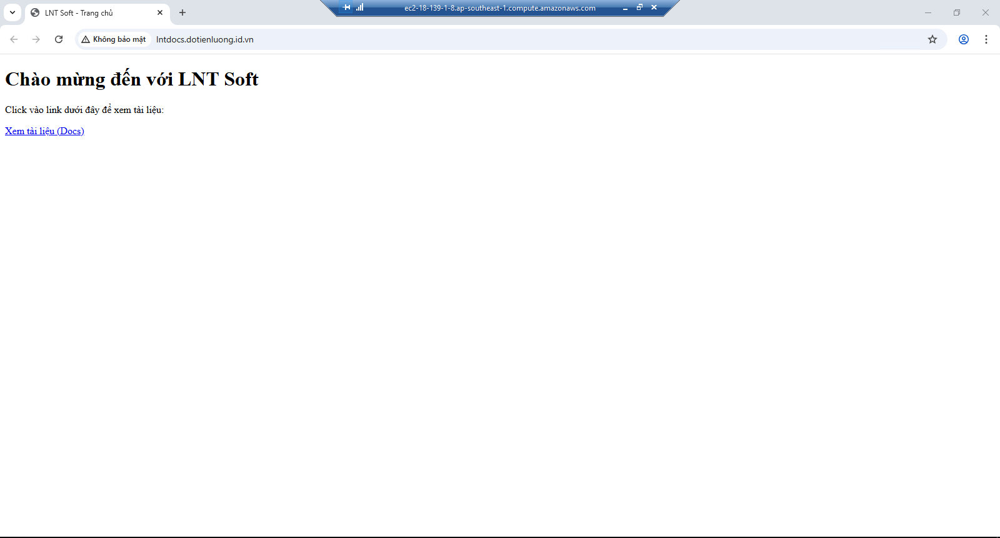 LNT Soft - Trang chủ
ec2-18-139-1-8.ap-southeast-1.compute.amazonaws.com
Không bảo mật
lntdocs.dotienluong.id.vn
Chào mừng đến với LNT Soft
Click vào link dưới đây để xem tài liệu:
Xem tài liệu (Docs)